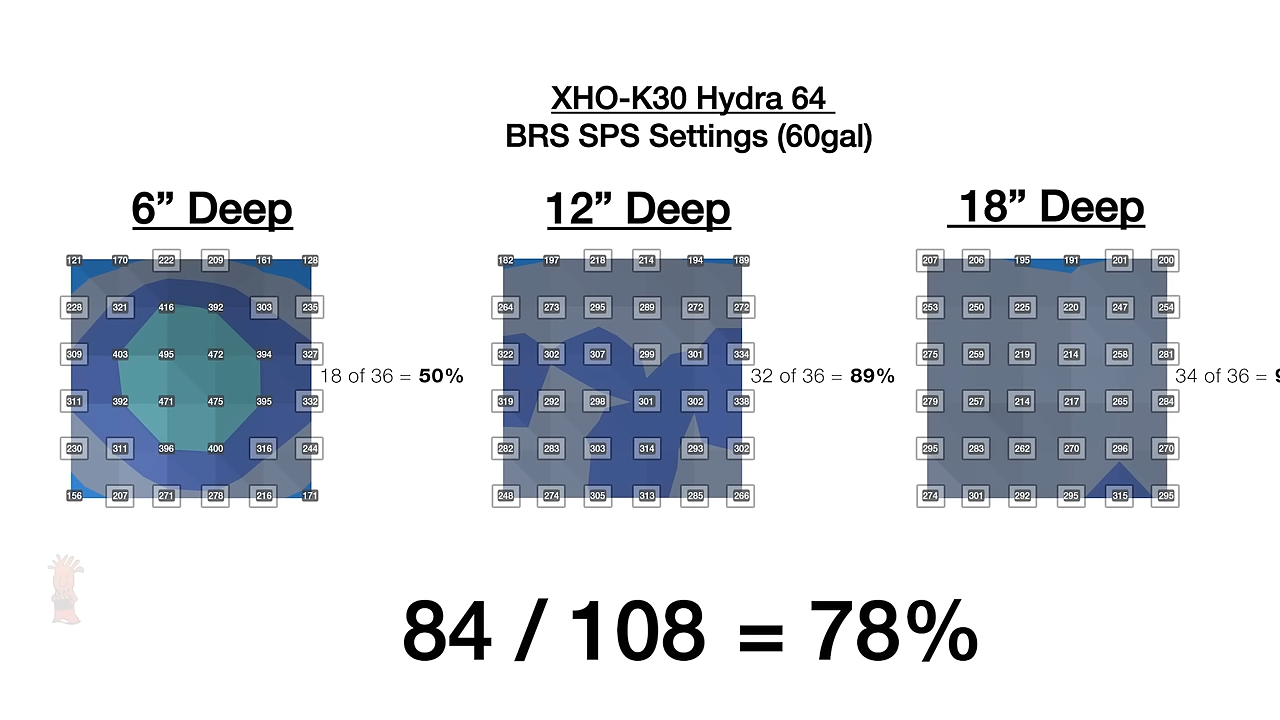 XHO-K30 Hydra 64
BRS SPS Settings (60gal)
6” Deep
12” Deep
18” Deep
121 170 222 209 161 128
228 321 416 392 303 235
309 403 495 472 394 327
311 392 471 475 395 332
230 311 396 400 316 244
156 207 271 278 216 171
18 of 36 = 50%
182 197 218 214 194 189
264 273 295 289 272 272
322 302 307 299 301 334
319 292 298 301 302 338
282 283 303 314 293 302
248 274 305 313 285 266
32 of 36 = 89%
207 206 195 191 201 200
253 250 225 220 247 254
275 259 219 214 258 281
279 257 214 217 265 284
295 283 262 270 296 270
274 301 292 295 315 295
34 of 36 = 9
84 / 108 = 78%